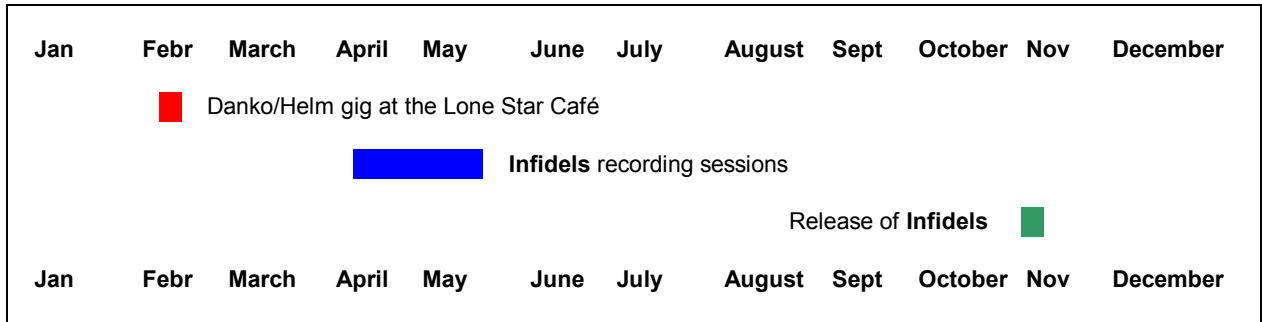 Jan Febr March April May June July August Sept October Nov December
Danko/Helm gig at the Lone Star Café
Infidels recording sessions
Release of Infidels
Jan Febr March April May June July August Sept October Nov December